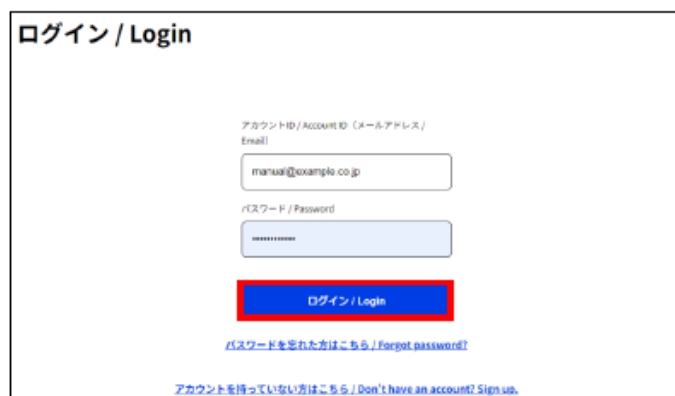 ログイン / Login
アカウントID / Account ID（メールアドレス /
Email）
manual@example.co.jp
パスワード / Password
ログイン / Login
パスワードを忘れた方はこちら / Forgot password?
アカウントを持っていない方はこちら / Don't have an account? Sign up.